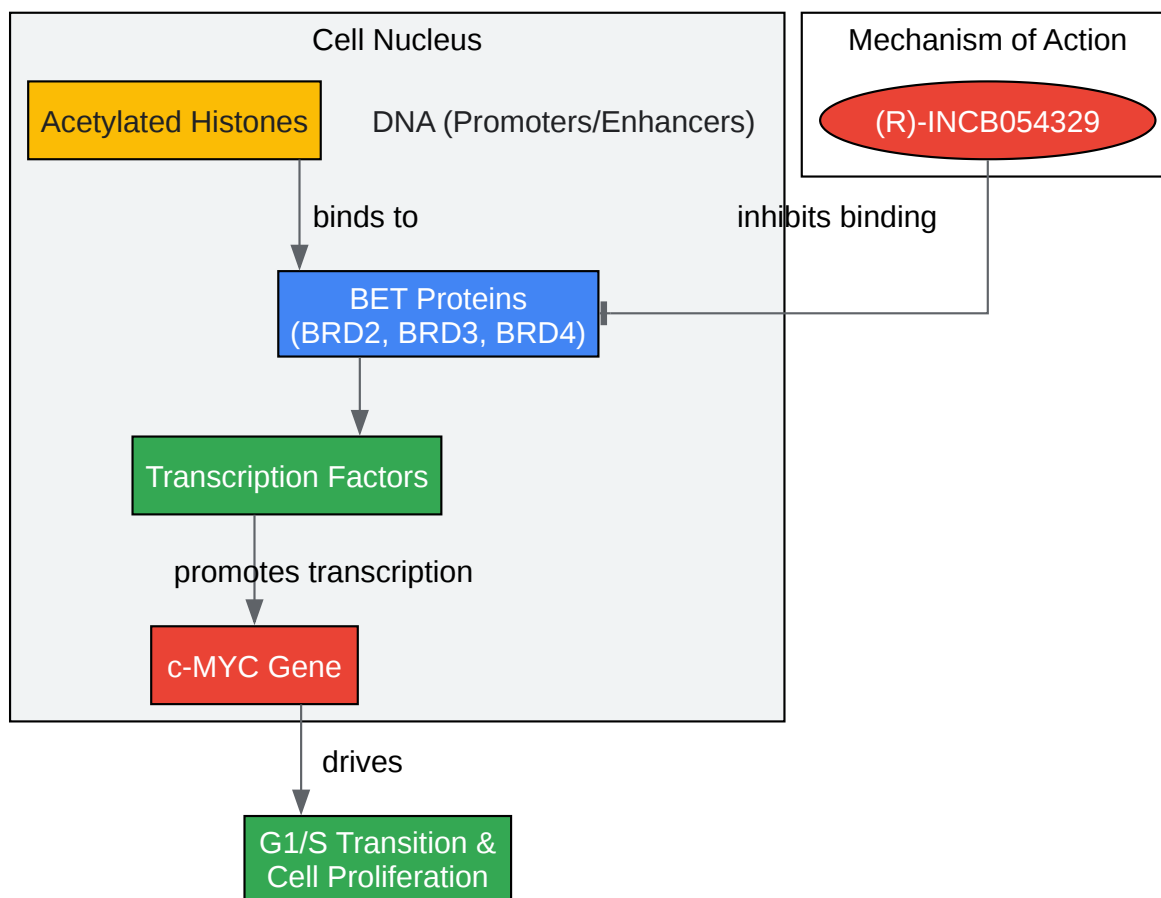 Cell Nucleus
Mechanism of Action
Acetylated Histones
DNA (Promoters/Enhancers)
(R)-INCB054329
binds to
inhibits binding
BET Proteins
(BRD2, BRD3, BRD4)
Transcription Factors
promotes transcription
c-MYC Gene
drives
G1/S Transition &
Cell Proliferation